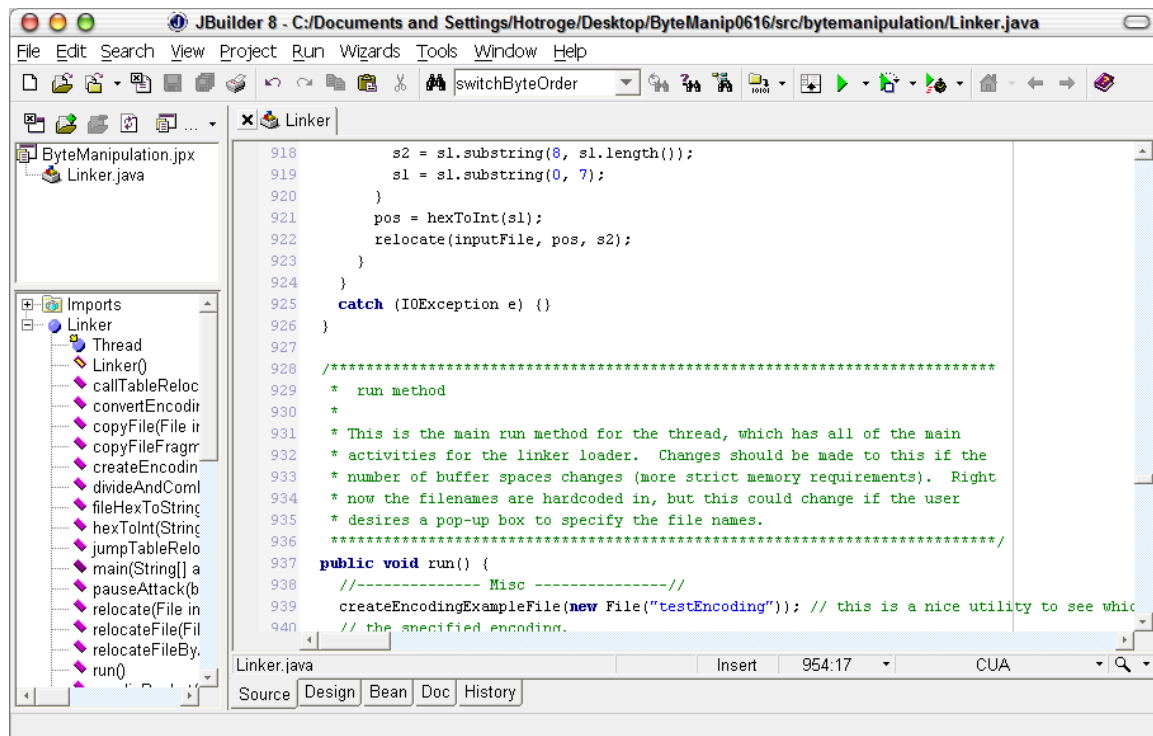 JBuilder 8 - C:/Documents and Settings/Hotroge/Desktop/ByteManip0616/src/bytemanipulation/Linker.java
File Edit Search View Project Run Wizards Tools Window Help
switchByteOrder
...
Linker
ByteManipulation.jpx
Linker.java
Imports
Linker
Thread
Linker()
callTableReloc
convertEncodin
copyFile(File in
copyFileFragm
createEncodin
divideAndComb
fileHexToString
hexToInt(String
jumpTableRelo
main(String[] a
pauseAttack(b
relocate(File in
relocateFile(Fil
relocateFileBy.
run()
918 s2 = sl.substring(8, sl.length());
919 sl = sl.substring(0, 7);
920 }
921 pos = hexToInt(sl);
922 relocate(inputFile, pos, s2);
923 }
924 }
925 catch (IOException e) {}
926 }
927
928 /***************************************************************************
929 * run method
930 *
931 * This is the main run method for the thread, which has all of the main
932 * activities for the linker loader. Changes should be made to this if the
933 * number of buffer spaces changes (more strict memory requirements). Right
934 * now the filenames are hardcoded in, but this could change if the user
935 * desires a pop-up box to specify the file names.
936 ***************************************************************************/
937 public void run() {
938 //-------------- Misc ---------------//
939 createEncodingExampleFile(new File("testEncoding")); // this is a nice utility to see whic
940 // the specified encoding.
Linker.java Insert 954:17 CUA
Source Design Bean Doc History